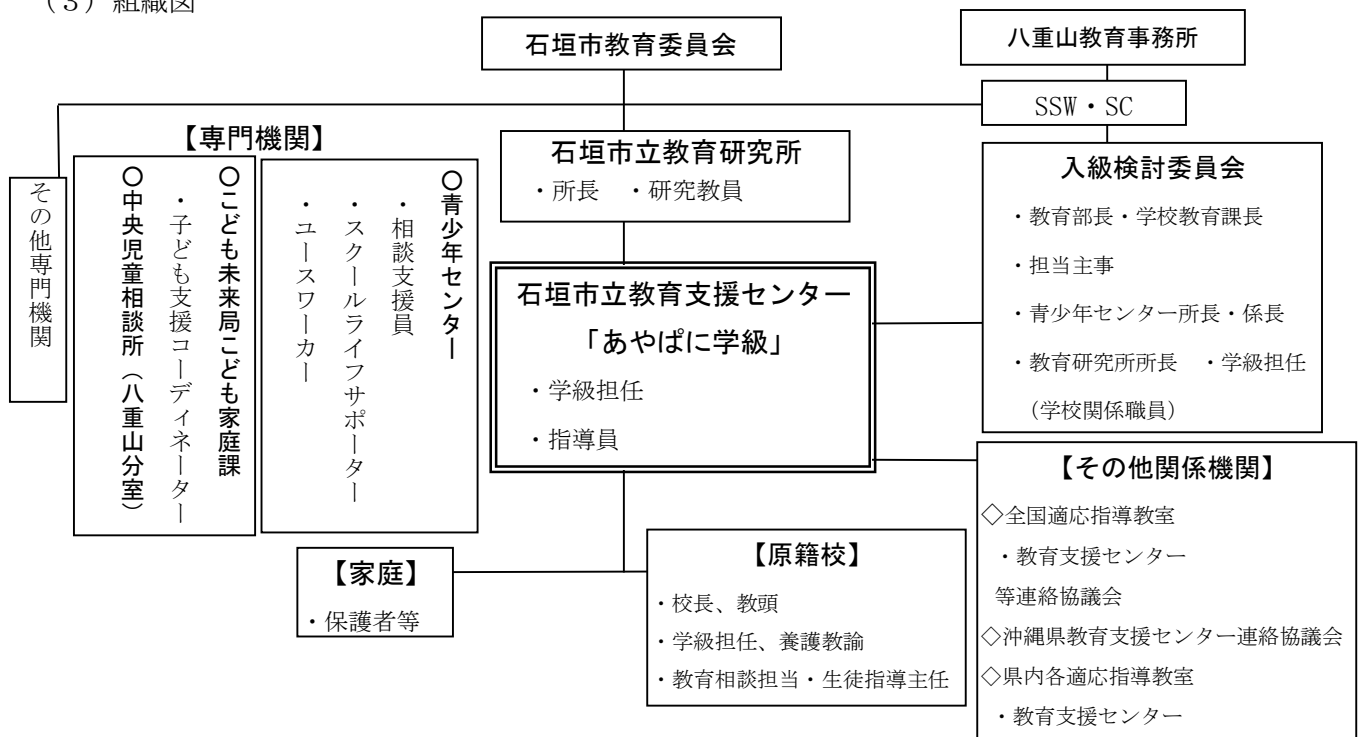 （３）組織図
石垣市教育委員会
八重山教育事務所
SSW・SC
【専門機関】
その他専門機関
〇こども未来局こども家庭課
・子ども支援コーディネーター
〇中央児童相談所（八重山分室）
〇青少年センター
・相談支援員
・スクールライフサポーター
・ユースワーカー
石垣市立教育研究所
・所長　・研究教員
石垣市立教育支援センター
「あやぱに学級」
・学級担任
・指導員
入級検討委員会
・教育部長・学校教育課長
・担当主事
・青少年センター所長・係長
・教育研究所所長　・学級担任
（学校関係職員）
【家庭】
・保護者等
【原籍校】
・校長、教頭
・学級担任、養護教諭
・教育相談担当・生徒指導主任
【その他関係機関】
◇全国適応指導教室
・教育支援センター
等連絡協議会
◇沖縄県教育支援センター連絡協議会
◇県内各適応指導教室
・教育支援センター